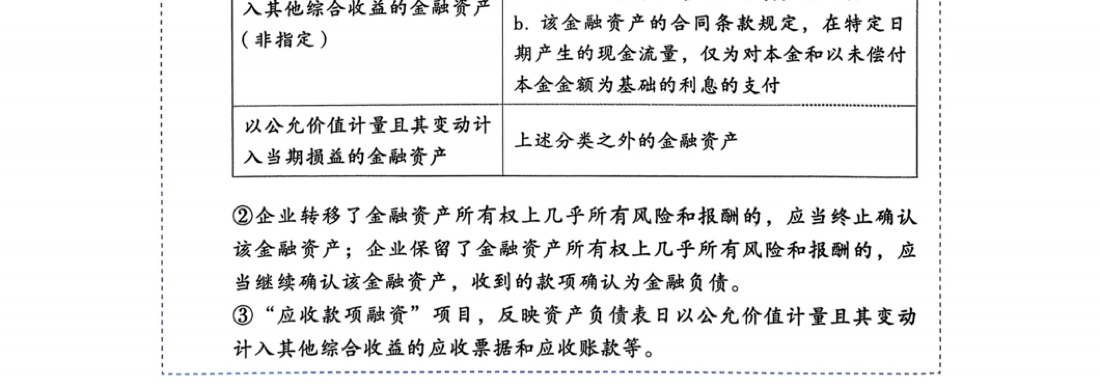 入其他综合收益的金融资产
(非指定)
b. 该金融资产的合同条款规定，在特定日
期产生的现金流量，仅为对本金和以未偿付
本金金额为基础的利息的支付
以公允价值计量且其变动计
入当期损益的金融资产
上述分类之外的金融资产
②企业转移了金融资产所有权上几乎所有风险和报酬的，应当终止确认
该金融资产；企业保留了金融资产所有权上几乎所有风险和报酬的，应
当继续确认该金融资产，收到的款项确认为金融负债。
③“应收款项融资”项目，反映资产负债表日以公允价值计量且其变动
计入其他综合收益的应收票据和应收账款等。